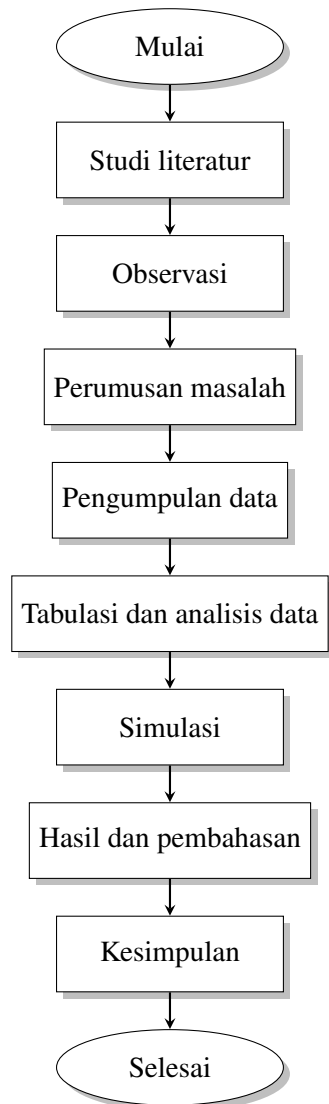 Mulai
Studi literatur
Observasi
Perumusan masalah
Pengumpulan data
Tabulasi dan analisis data
Simulasi
Hasil dan pembahasan
Kesimpulan
Selesai